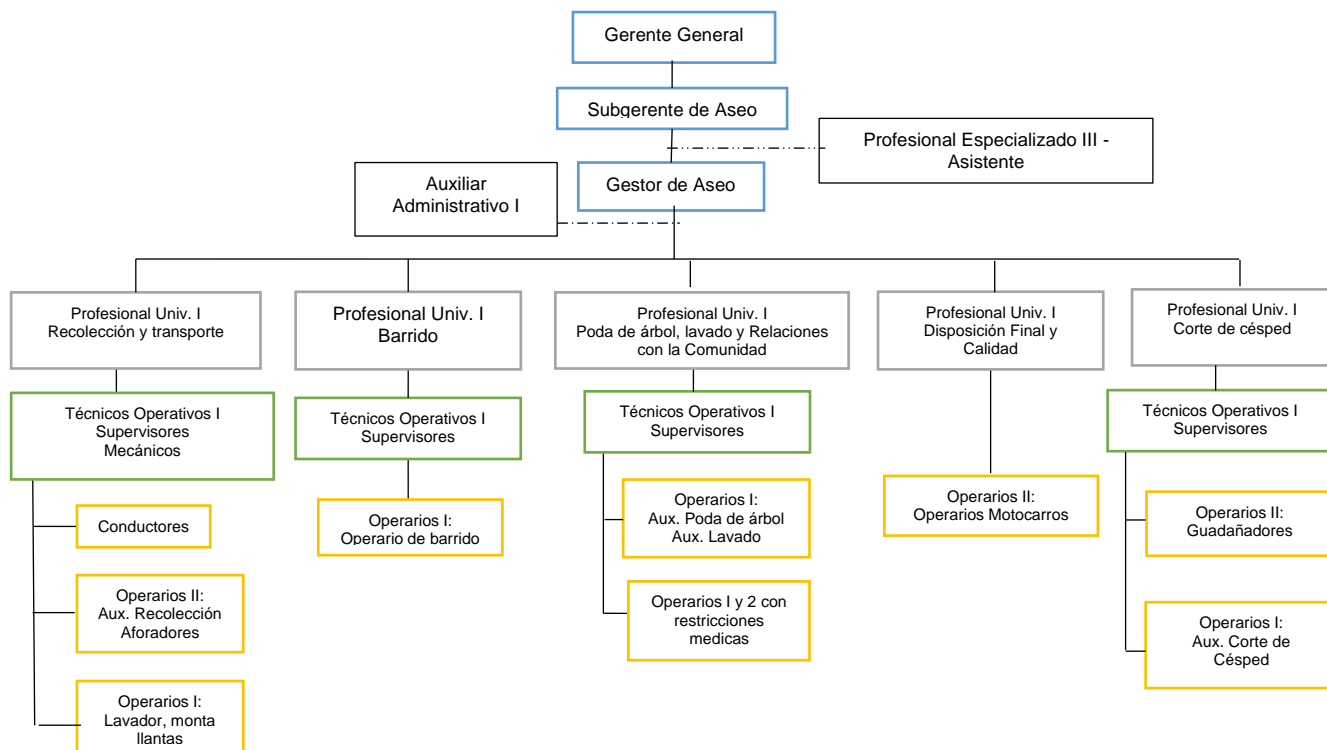 Gerente General
Subgerente de Aseo
Profesional Especializado III -
Asistente
Gestor de Aseo
Auxiliar
Administrativo I
Profesional Univ. I
Recolección y transporte
Profesional Univ. I
Barrido
Profesional Univ. I
Poda de árbol, lavado y Relaciones
con la Comunidad
Profesional Univ. I
Disposición Final y
Calidad
Profesional Univ. I
Corte de césped
Técnicos Operativos I
Supervisores
Mecánicos
Técnicos Operativos I
Supervisores
Técnicos Operativos I
Supervisores
Técnicos Operativos I
Supervisores
Conductores
Operarios II:
Aux. Recolección
Aforadores
Operarios I:
Lavador, monta
llantas
Operarios I:
Operario de barrido
Operarios I:
Aux. Poda de árbol
Aux. Lavado
Operarios I y 2 con
restricciones
medicas
Operarios II:
Operarios Motocarros
Operarios II:
Guadañadores
Operarios I:
Aux. Corte de
Césped